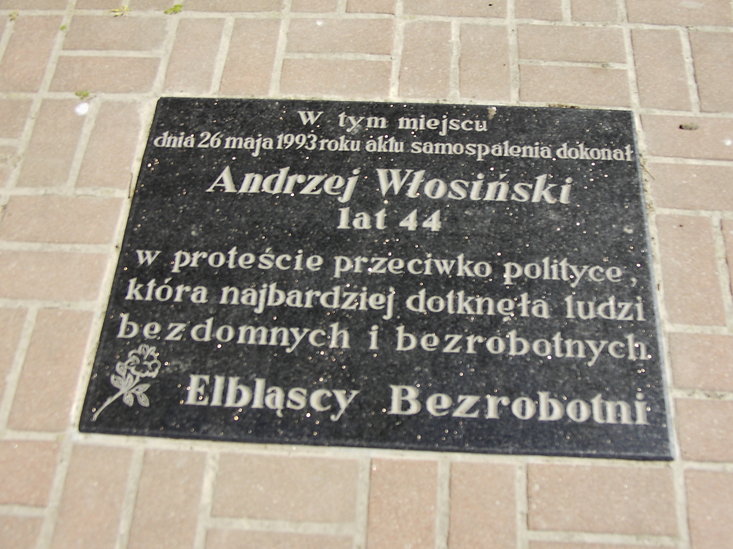 W tym miejscu
dnia 26 maja 1993 roku aktu samospalenia dokonał
Andrzej Włosiński
lat 44
w proteście przeciwko polityce,
która najbardziej dotknęła ludzi
bezdomnych i bezrobotnych
Elbląscy Bezrobotni